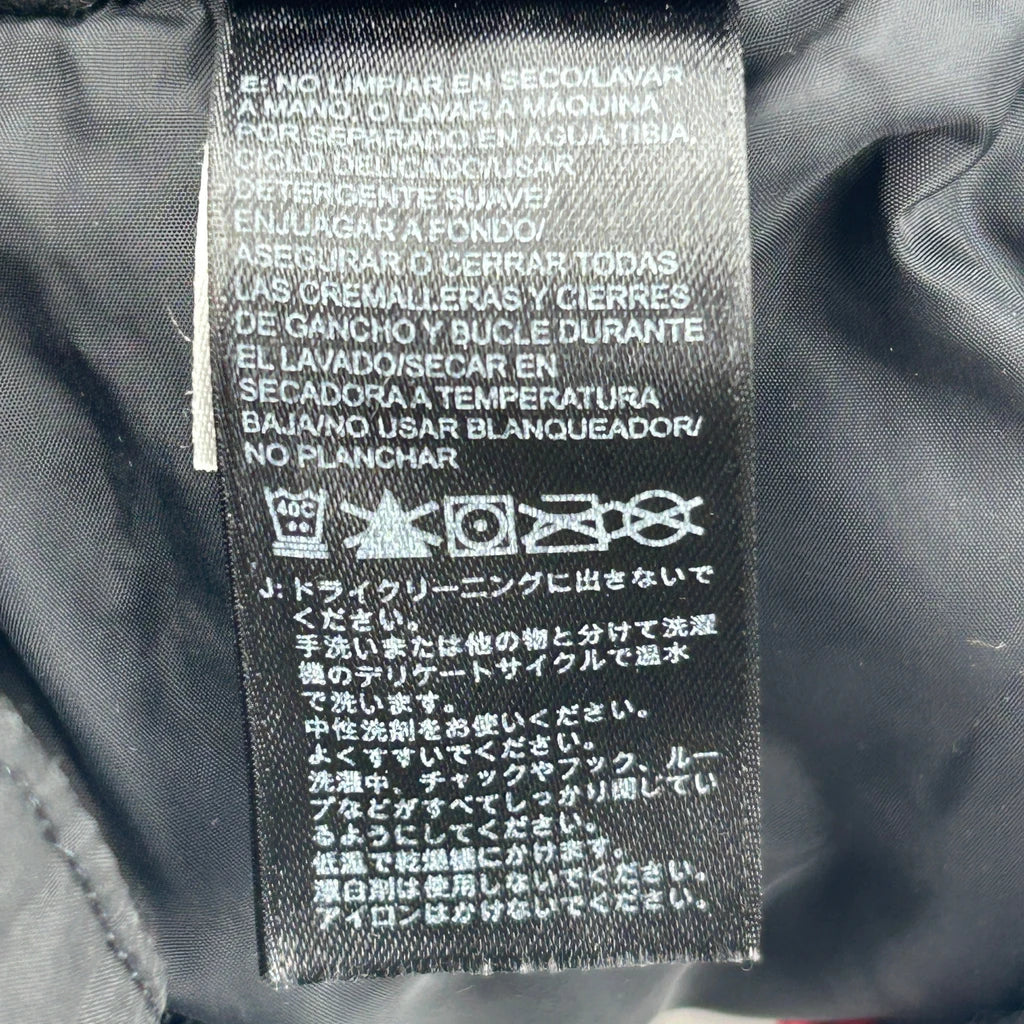 E: NO LIMPIAR EN SECO/LAVAR
A MANO, O LAVAR A MÁQUINA
POR SEPARADO EN AGUA TIBIA,
CICLO DELICADO/USAR
DETERGENTE SUAVE/
ENJUAGAR A FONDO/
ASEGURAR O CERRAR TODAS
LAS CREMALLERAS Y CIERRES
DE GANCHO Y BUCLE DURANTE
EL LAVADO/SECAR EN
SECADORA A TEMPERATURA
BAJA/NO USAR BLANQUEADOR/
NO PLANCHAR
40C
J: ドライクリーニングに出さないで
ください。
手洗いまたは他の物と分けて洗濯
機のデリケートサイクルで温水
で洗います。
中性洗剤をお使いください。
よくすすいでください。
洗濯中、チャックやフック、ルー
プなどがすべてしっかり閉してい
るようにしてください。
低温で乾燥機にかけます。
漂白剤は使用しないでください。
アイロンはかけないでください。